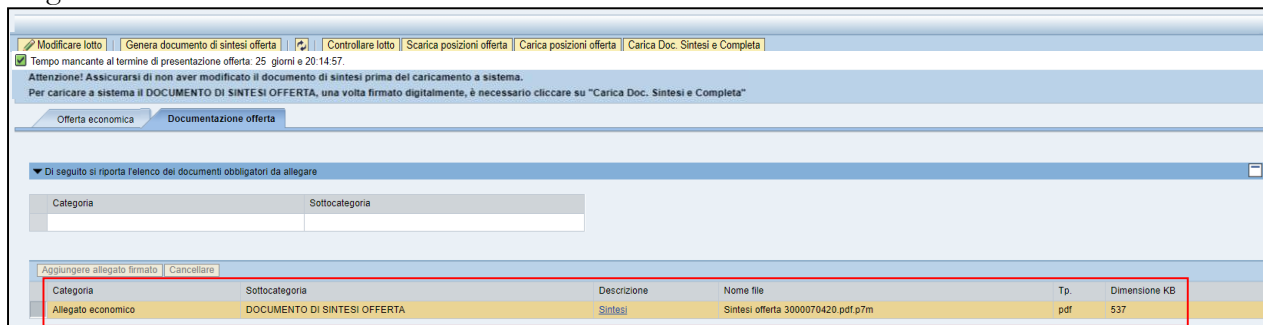 Modificare lotto Genera documento di sintesi offerta Controllare lotto Scarica posizioni offerta Carica posizioni offerta Carica Doc. Sintesi e Completa
Tempo mancante al termine di presentazione offerta: 25 giorni e 20:14:57.
Attenzione! Assicurarsi di non aver modificato il documento di sintesi prima del caricamento a sistema.
Per caricare a sistema il DOCUMENTO DI SINTESI OFFERTA, una volta firmato digitalmente, è necessario cliccare su "Carica Doc. Sintesi e Completa"
Offerta economica Documentazione offerta
Di seguito si riporta l'elenco dei documenti obbligatori da allegare
Categoria Sottocategoria
Aggiungere allegato firmato Cancellare
Categoria Sottocategoria Descrizione Nome file Tp. Dimensione KB
Allegato economico DOCUMENTO DI SINTESI OFFERTA Sintesi Sintesi offerta 3000070420.pdf.p7m pdf 537